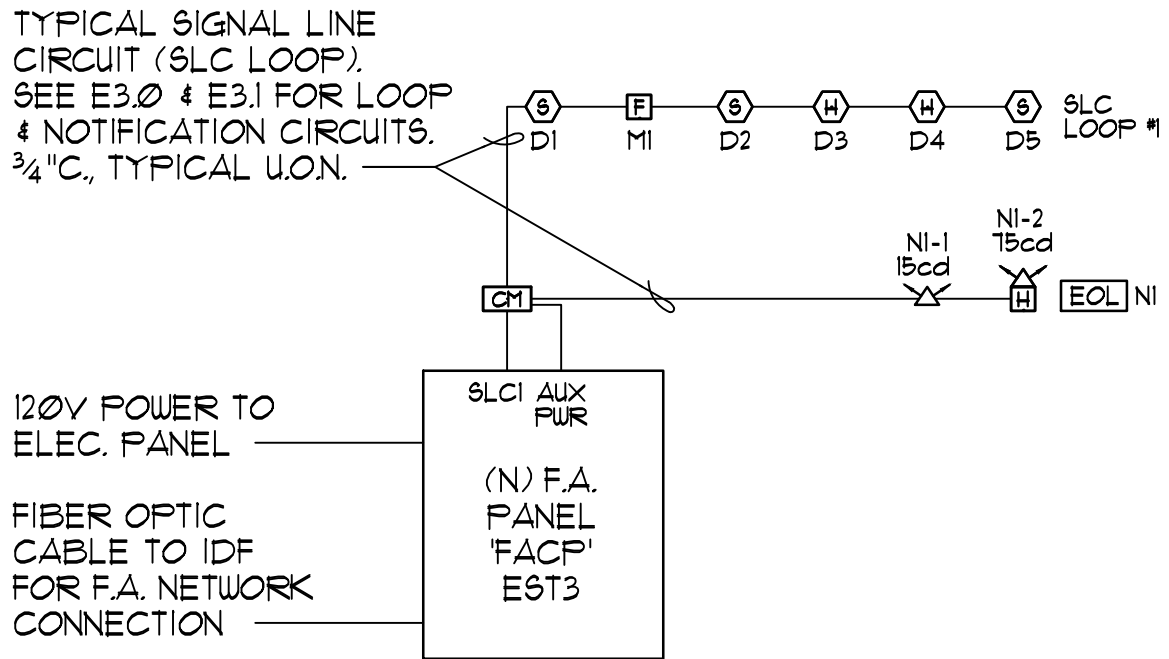 TYPICAL SIGNAL LINE
CIRCUIT (SLC LOOP).
SEE E3.0 & E3.1 FOR LOOP
& NOTIFICATION CIRCUITS.
3/4"C., TYPICAL U.O.N.
S F S H H S
D1 M1 D2 D3 D4 D5
SLC
LOOP #1
N1-1
15cd
N1-2
75cd
CM
H
EOL N1
SLC1 AUX
PWR
120V POWER TO
ELEC. PANEL
FIBER OPTIC
CABLE TO IDF
FOR F.A. NETWORK
CONNECTION
(N) F.A.
PANEL
'FACP'
EST3